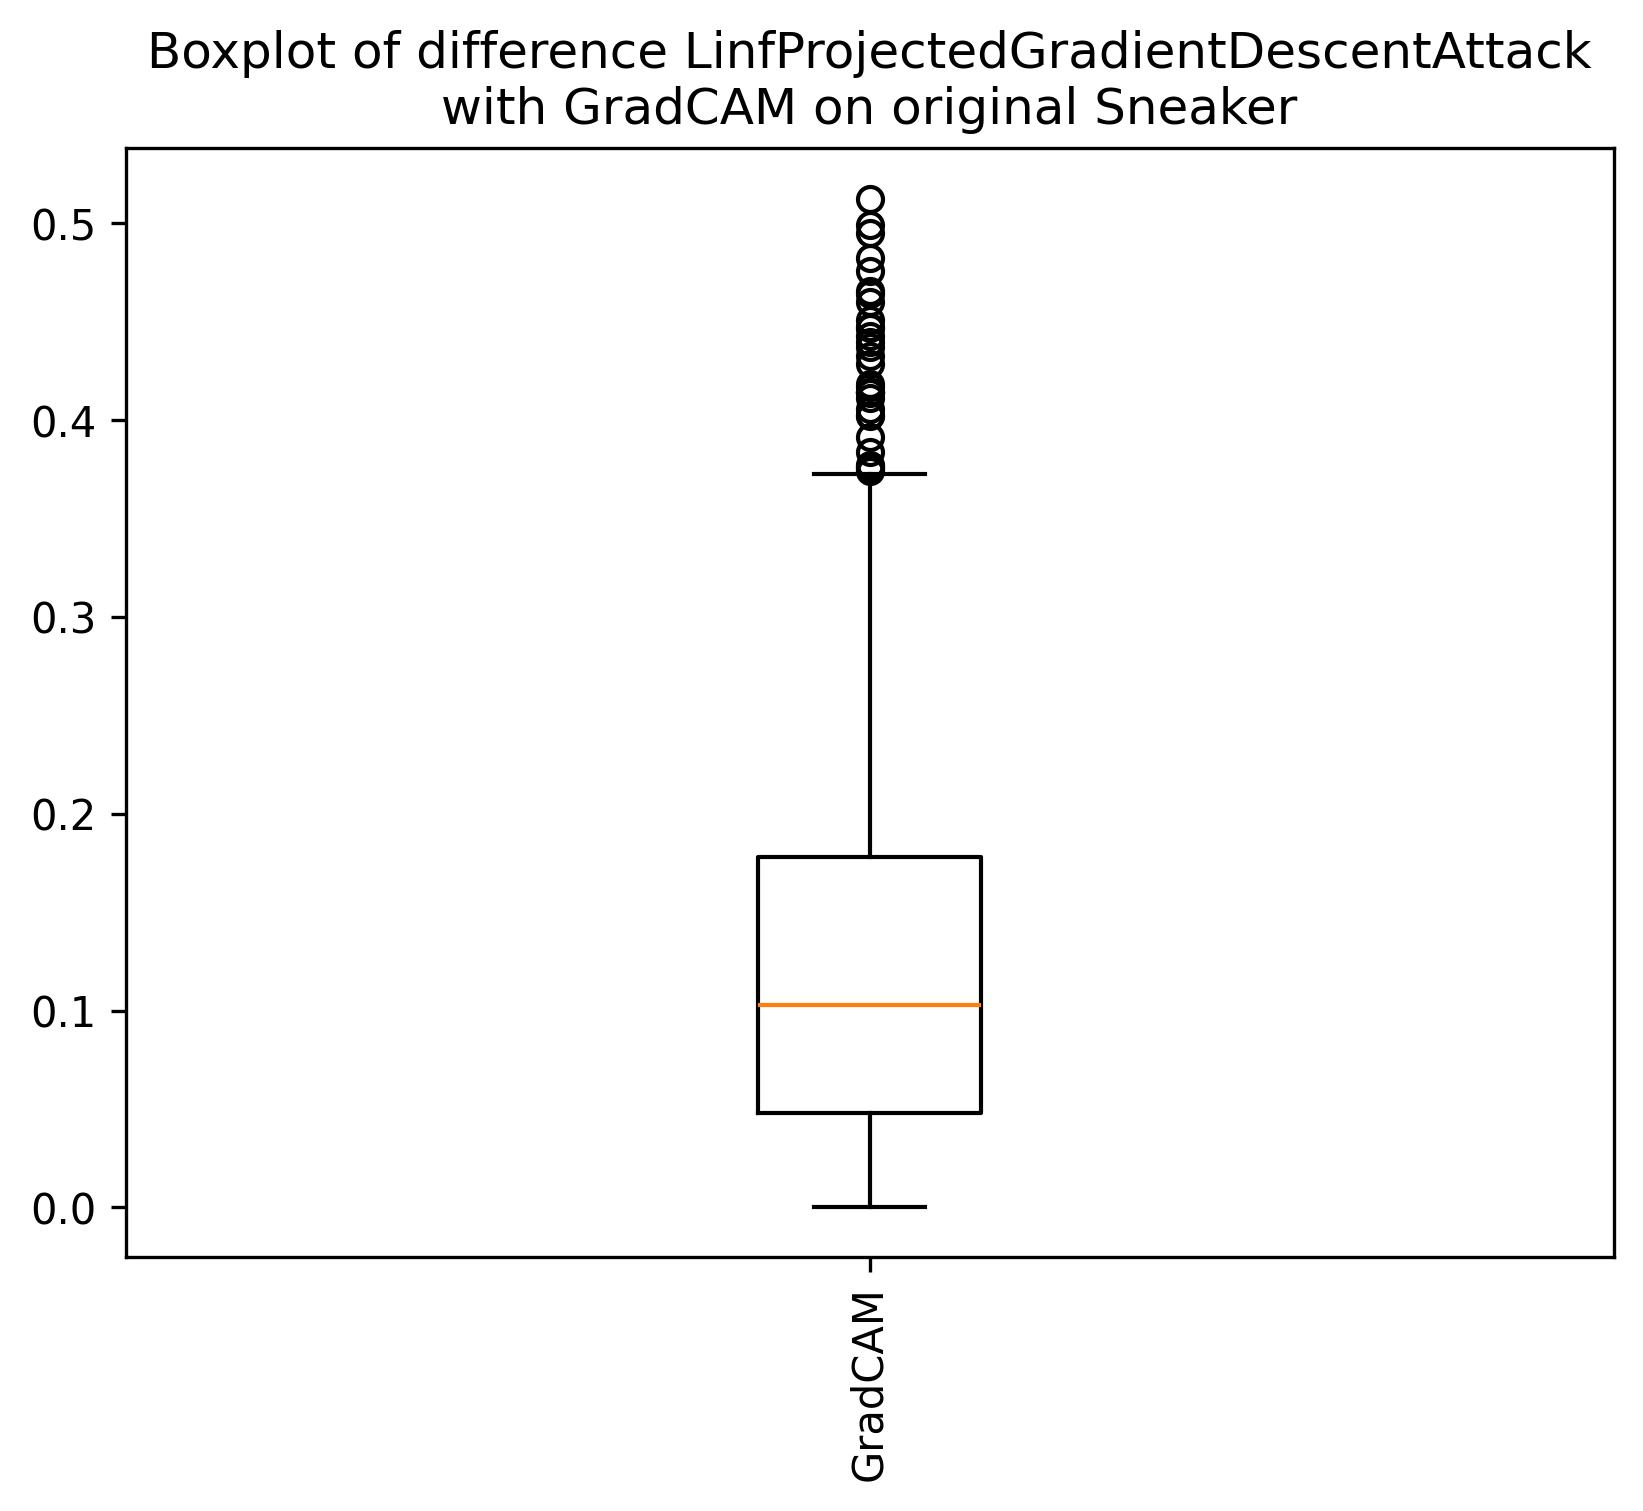 Boxplot of difference LinfProjectedGradientDescentAttack
with GradCAM on original Sneaker
0.5
0.4
0.3
0.2
0.1
0.0
GradCAM